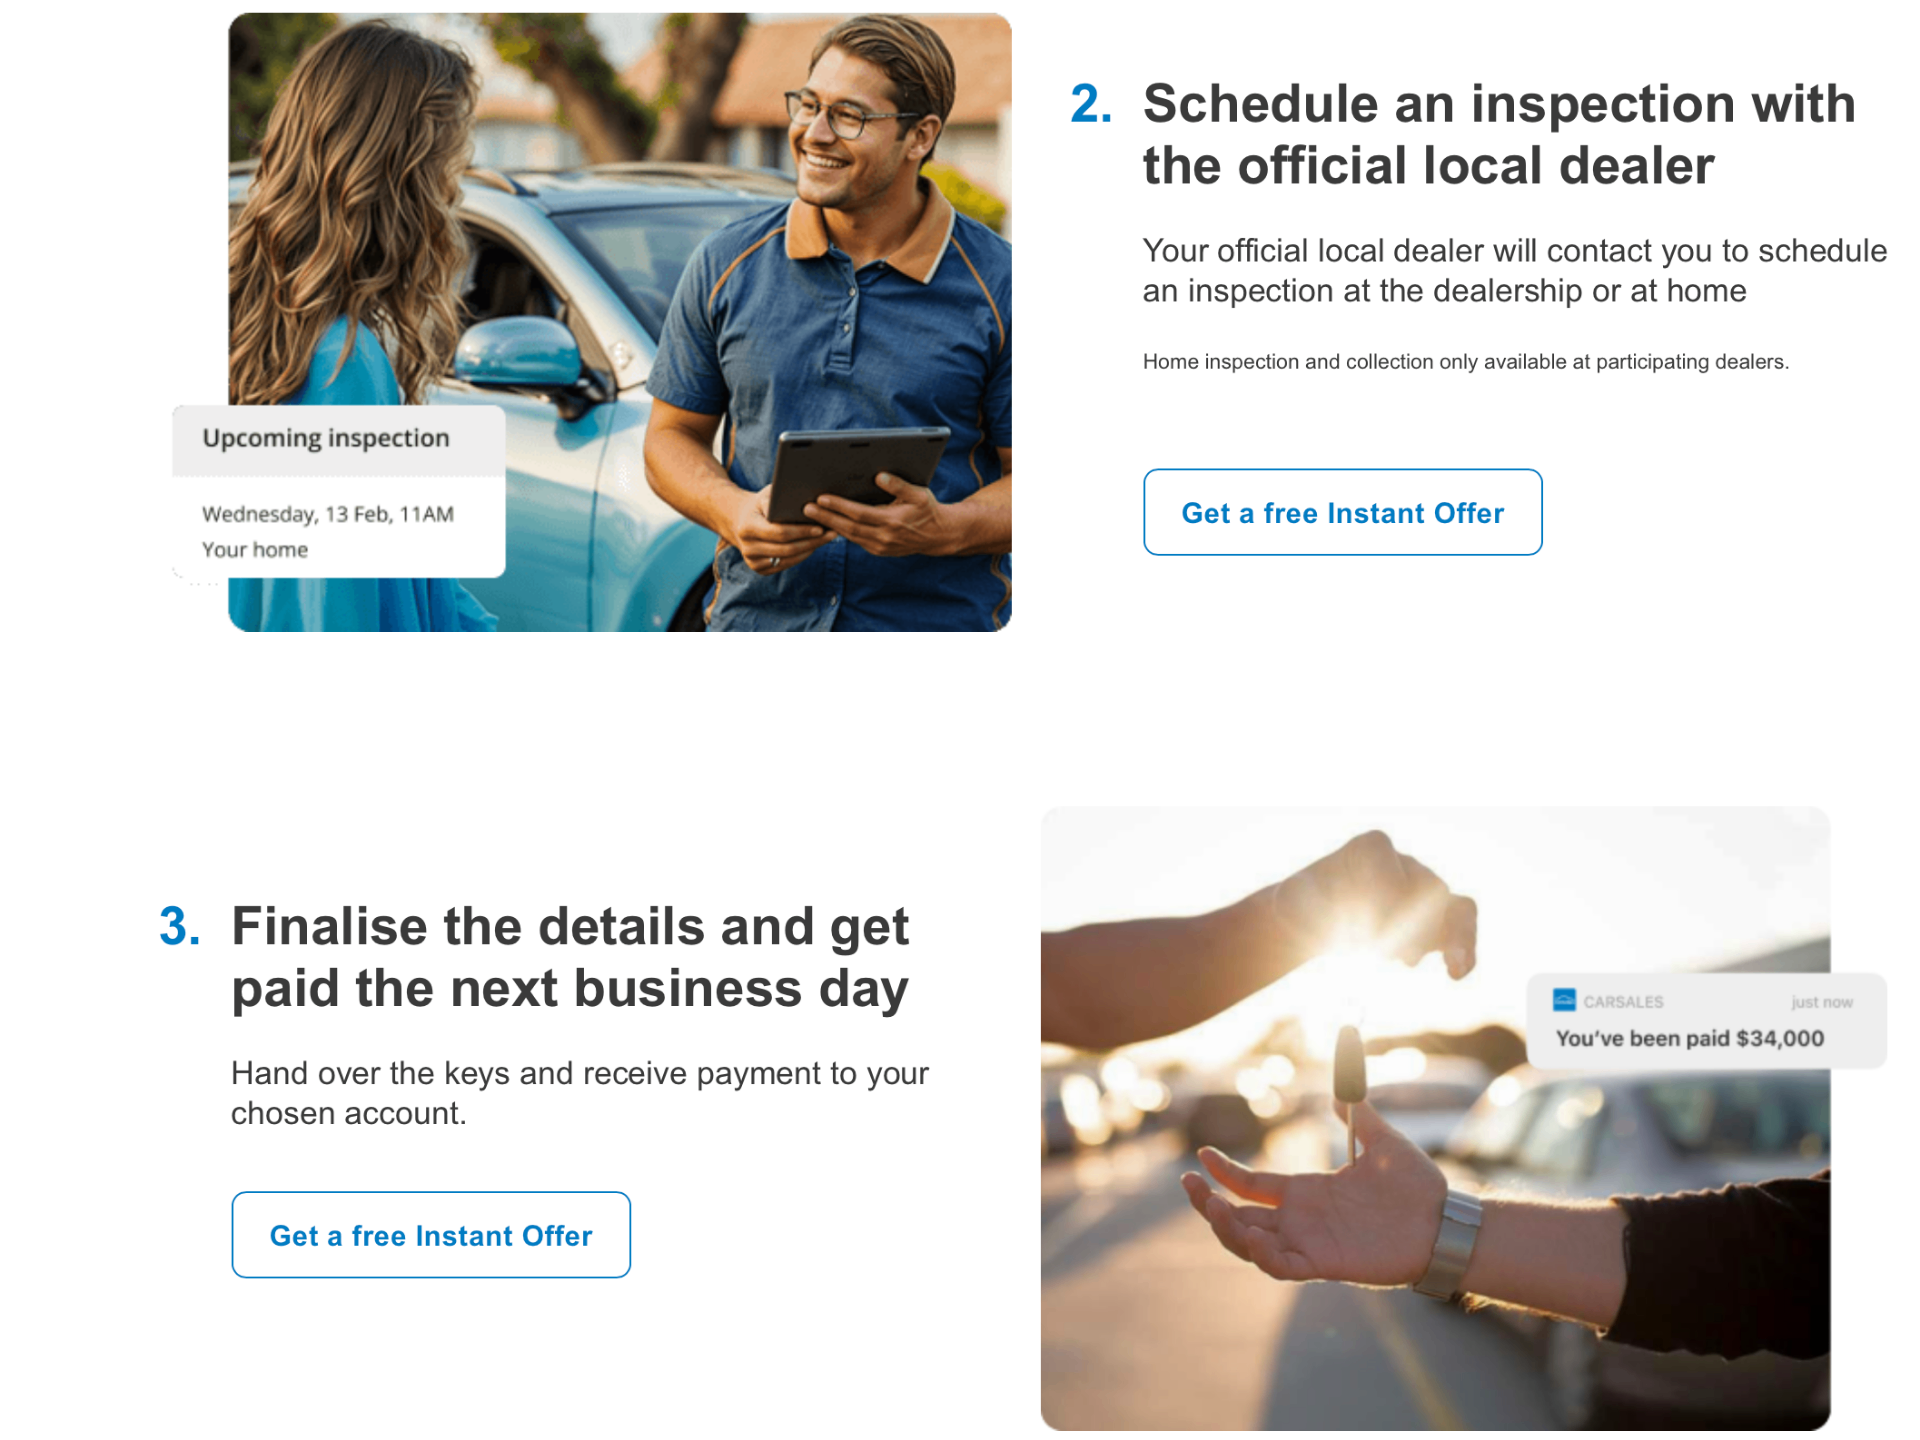 2. Schedule an inspection with
the official local dealer
Your official local dealer will contact you to schedule
an inspection at the dealership or at home
Home inspection and collection only available at participating dealers.
Get a free Instant Offer
Upcoming inspection
Wednesday, 13 Feb, 11AM
Your home
3. Finalise the details and get
paid the next business day
Hand over the keys and receive payment to your
chosen account.
Get a free Instant Offer
CARSALES just now
You've been paid $34,000